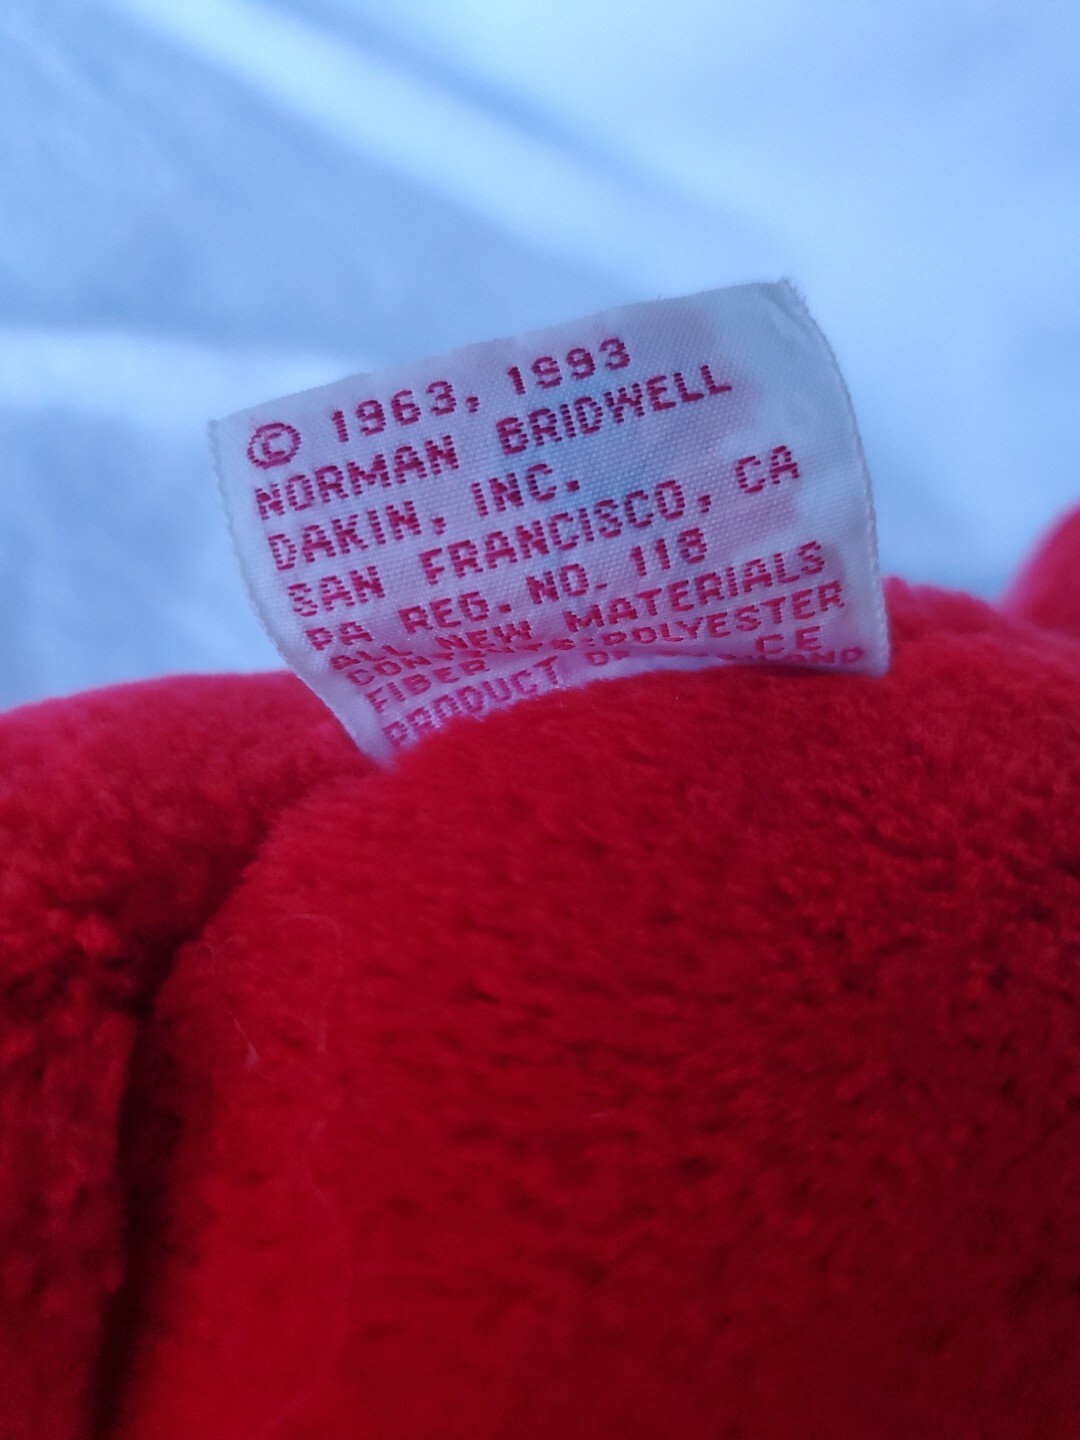 © 1963, 1993
NORMAN BRIDWELL
DAKIN, INC.
SAN FRANCISCO, CA
PA REG. NO. 118
ALL NEW MATERIALS
POLYESTER
FIBER
PRODUCT OF